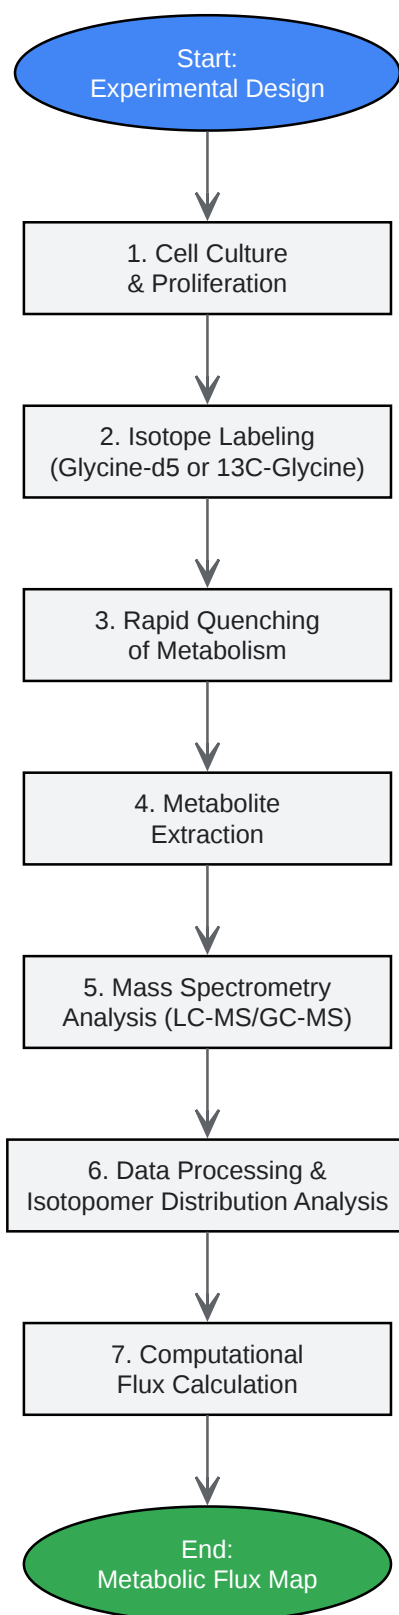 Start:
Experimental Design
1. Cell Culture
& Proliferation
2. Isotope Labeling
(Glycine-d5 or 13C-Glycine)
3. Rapid Quenching
of Metabolism
4. Metabolite
Extraction
5. Mass Spectrometry
Analysis (LC-MS/GC-MS)
6. Data Processing &
Isotopomer Distribution Analysis
7. Computational
Flux Calculation
End:
Metabolic Flux Map